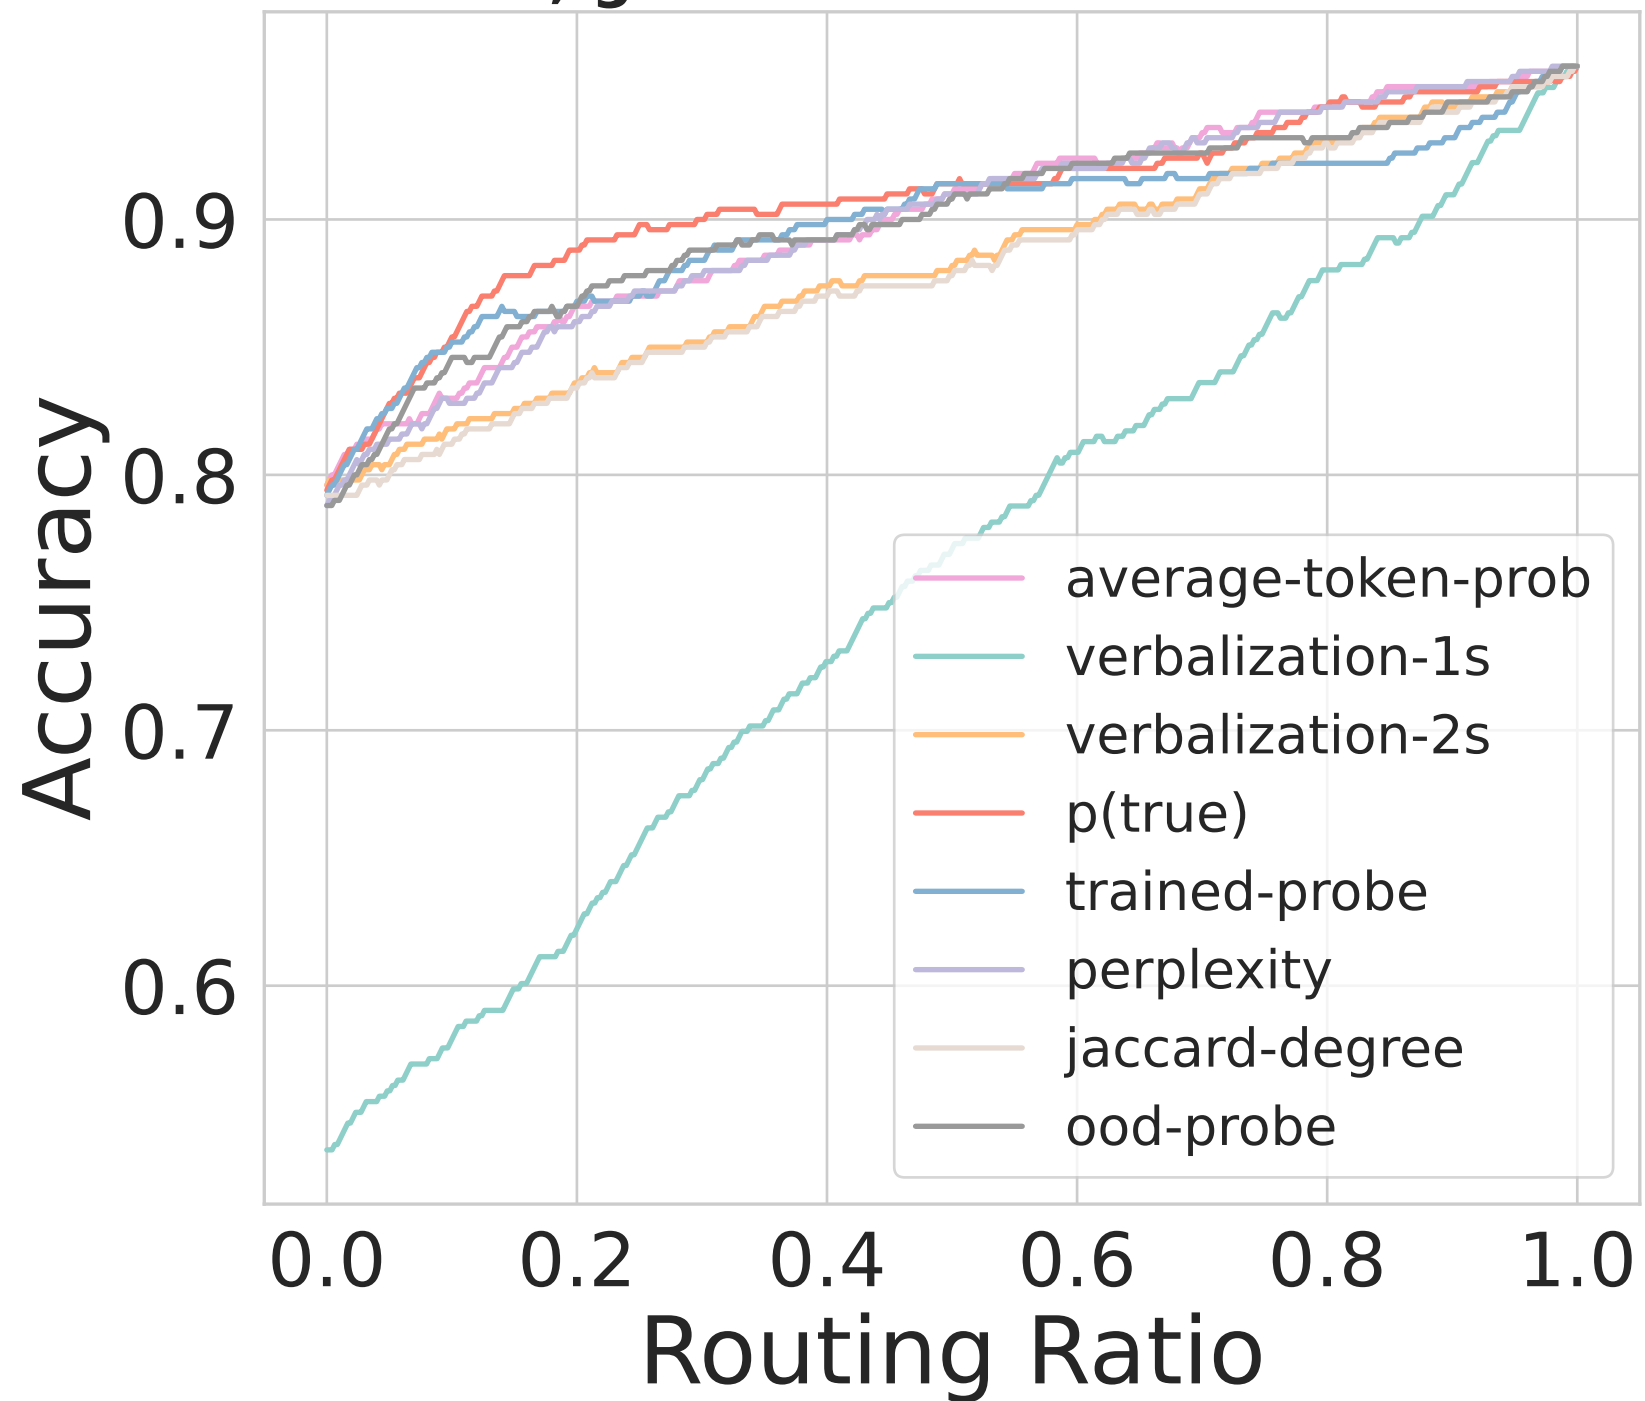 Accuracy
0.9
0.8
0.7
0.6
average-token-prob
verbalization-1s
verbalization-2s
p(true)
trained-probe
perplexity
jaccard-degree
ood-probe
0.0 0.2 0.4 0.6 0.8 1.0
Routing Ratio